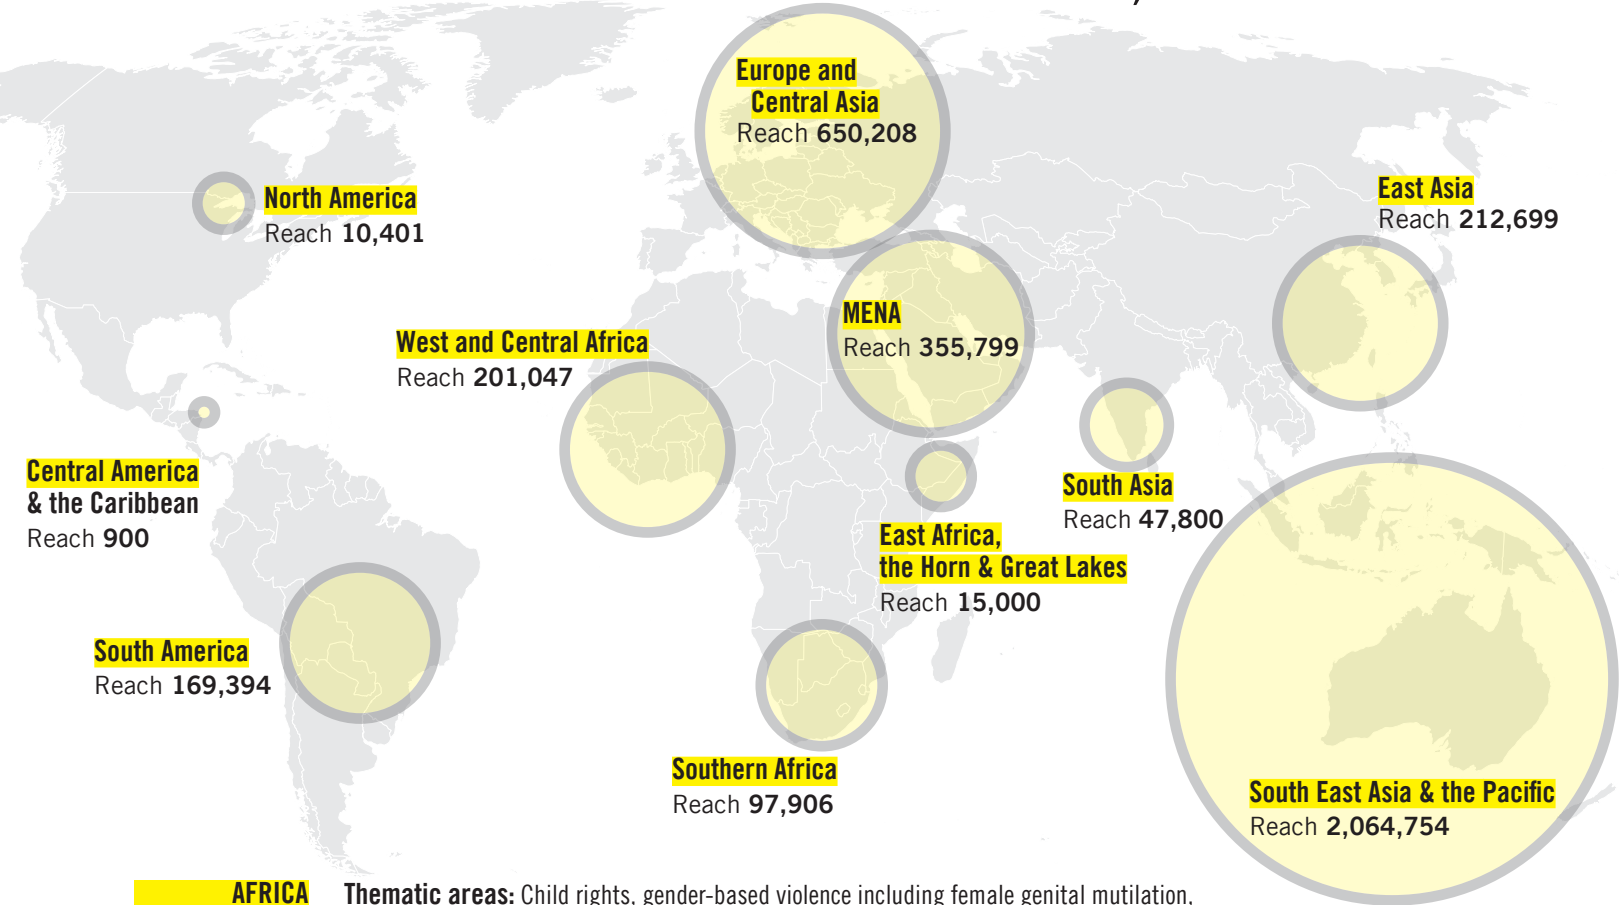 Europe and
Central Asia
Reach 650,208
North America
Reach 10,401
East Asia
Reach 212,699
MENA
Reach 355,799
West and Central Africa
Reach 201,047
Central America
& the Caribbean
Reach 900
South Asia
Reach 47,800
East Africa,
the Horn & Great Lakes
Reach 15,000
South America
Reach 169,394
Southern Africa
Reach 97,906
South East Asia & the Pacific
Reach 2,064,754
AFRICA Thematic areas: Child rights, gender-based violence including female genital mutilation,